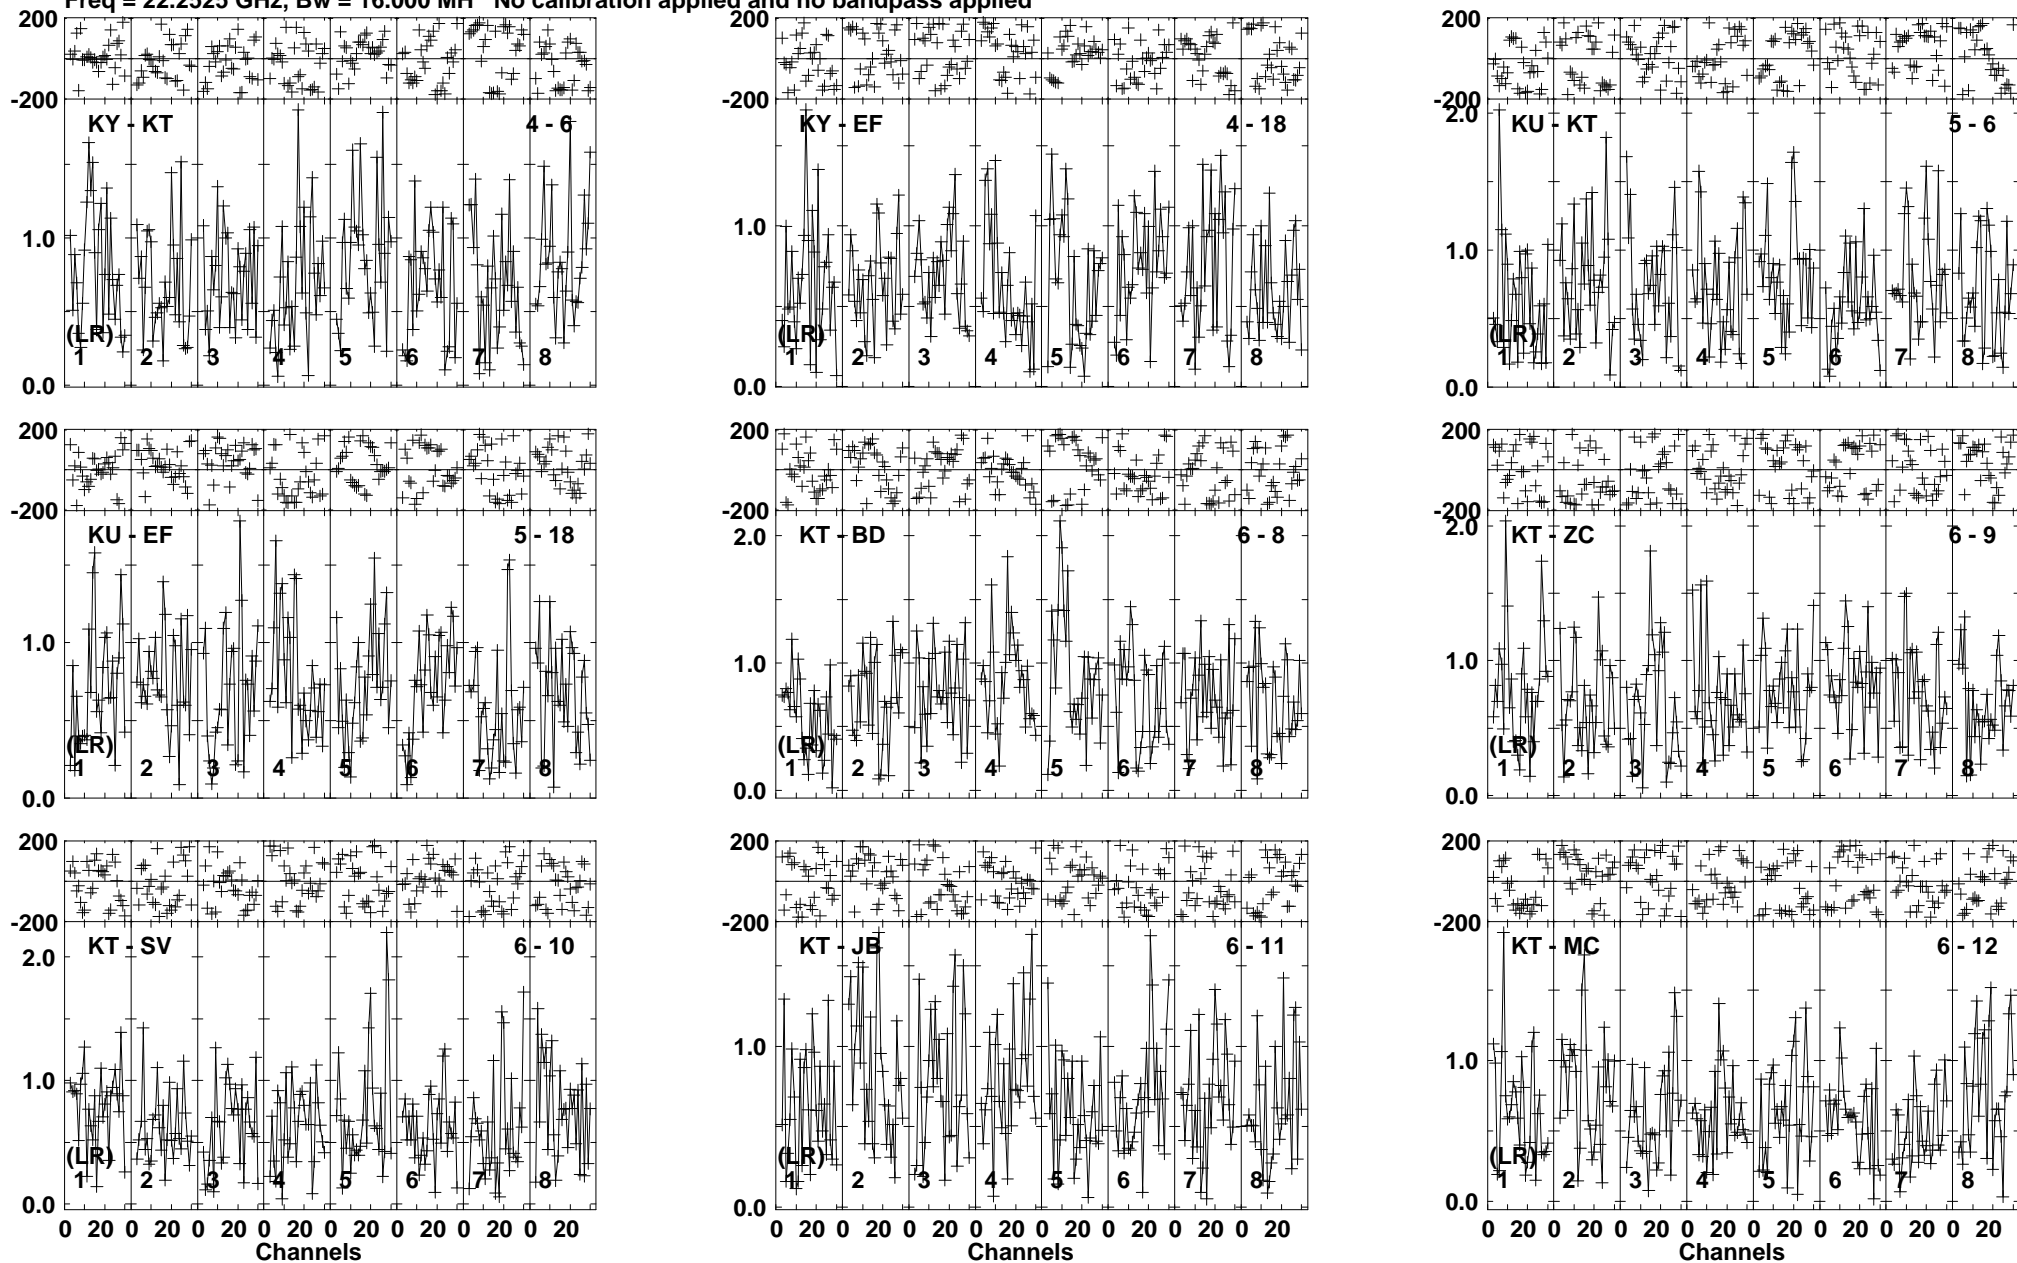 Freq = 22.2525 GHz, Bw = 16.000 MH No calibration applied and no bandpass applied
200 200 200
-200 -200 -200
KY - KT 4 - 6 KY - EF 4 - 18 2.0 KU - KT 5 - 6
1.0 1.0 1.0
(LR) (LR) (LR)
1 2 3 4 5 6 7 8 1 2 3 4 5 6 7 8 1 2 3 4 5 6 7 8
0.0 0.0 0.0
200 200 200
-200 -200 -200
KU - EF 5 - 18 2.0 KT - BD 6 - 8 2.0 KT - ZC 6 - 9
1.0 1.0 1.0
(LR) (LR) (LR)
1 2 3 4 5 6 7 8 1 2 3 4 5 6 7 8 1 2 3 4 5 6 7 8
0.0 0.0 0.0
200 200 200
-200 -200 -200
2.0 KT - SV 6 - 10 KT - JB 6 - 11 KT - MC 6 - 12
1.0 1.0 1.0
(LR) (LR) (LR)
1 2 3 4 5 6 7 8 1 2 3 4 5 6 7 8 1 2 3 4 5 6 7 8
0.0 0.0 0.0
0 20 0 20 0 20 0 20 0 20 0 20 0 20 0 20 0 20 0 20 0 20 0 20 0 20 0 20 0 20 0 20 0 20 0 20 0 20 0 20 0 20 0 20 0 20 0 20
Channels Channels